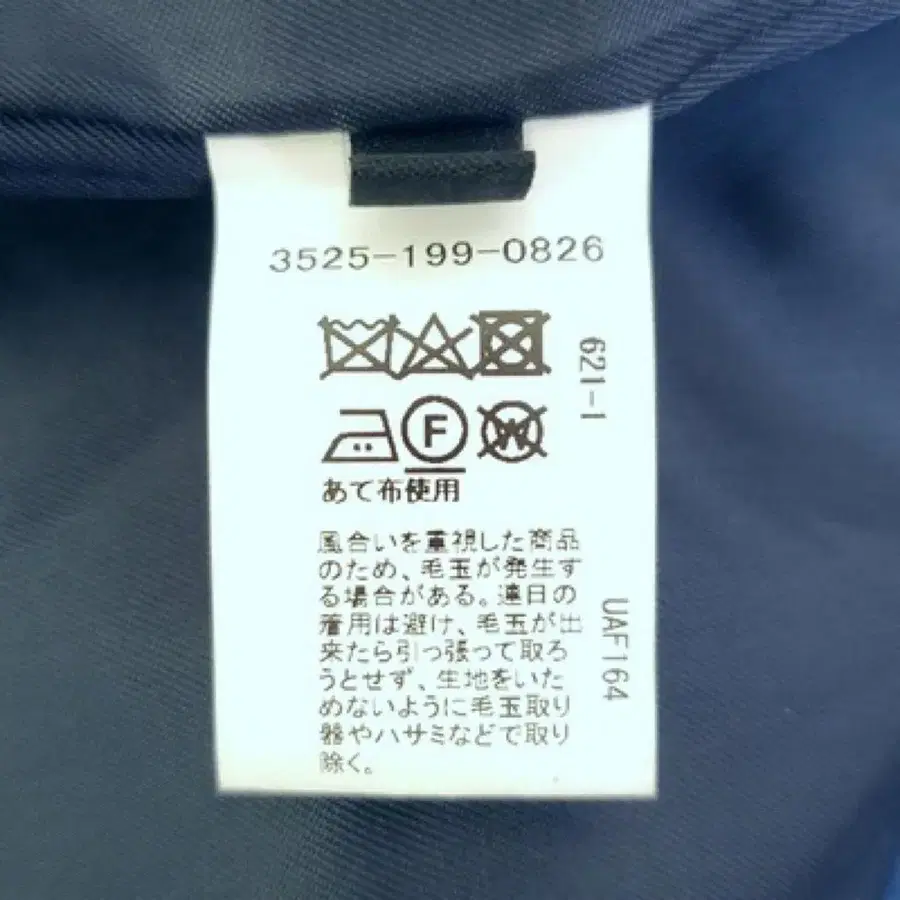 3525-199-0826
621-1
F
W
あて布使用
風合いを重視した商品
のため、毛玉が発生す
る場合がある。連日の
着用は避け、毛玉が出
来たら引っ張って取ろ
うとせず、生地をいた
めないように毛玉取り
器やハサミなどで取り
除く。
UAF164